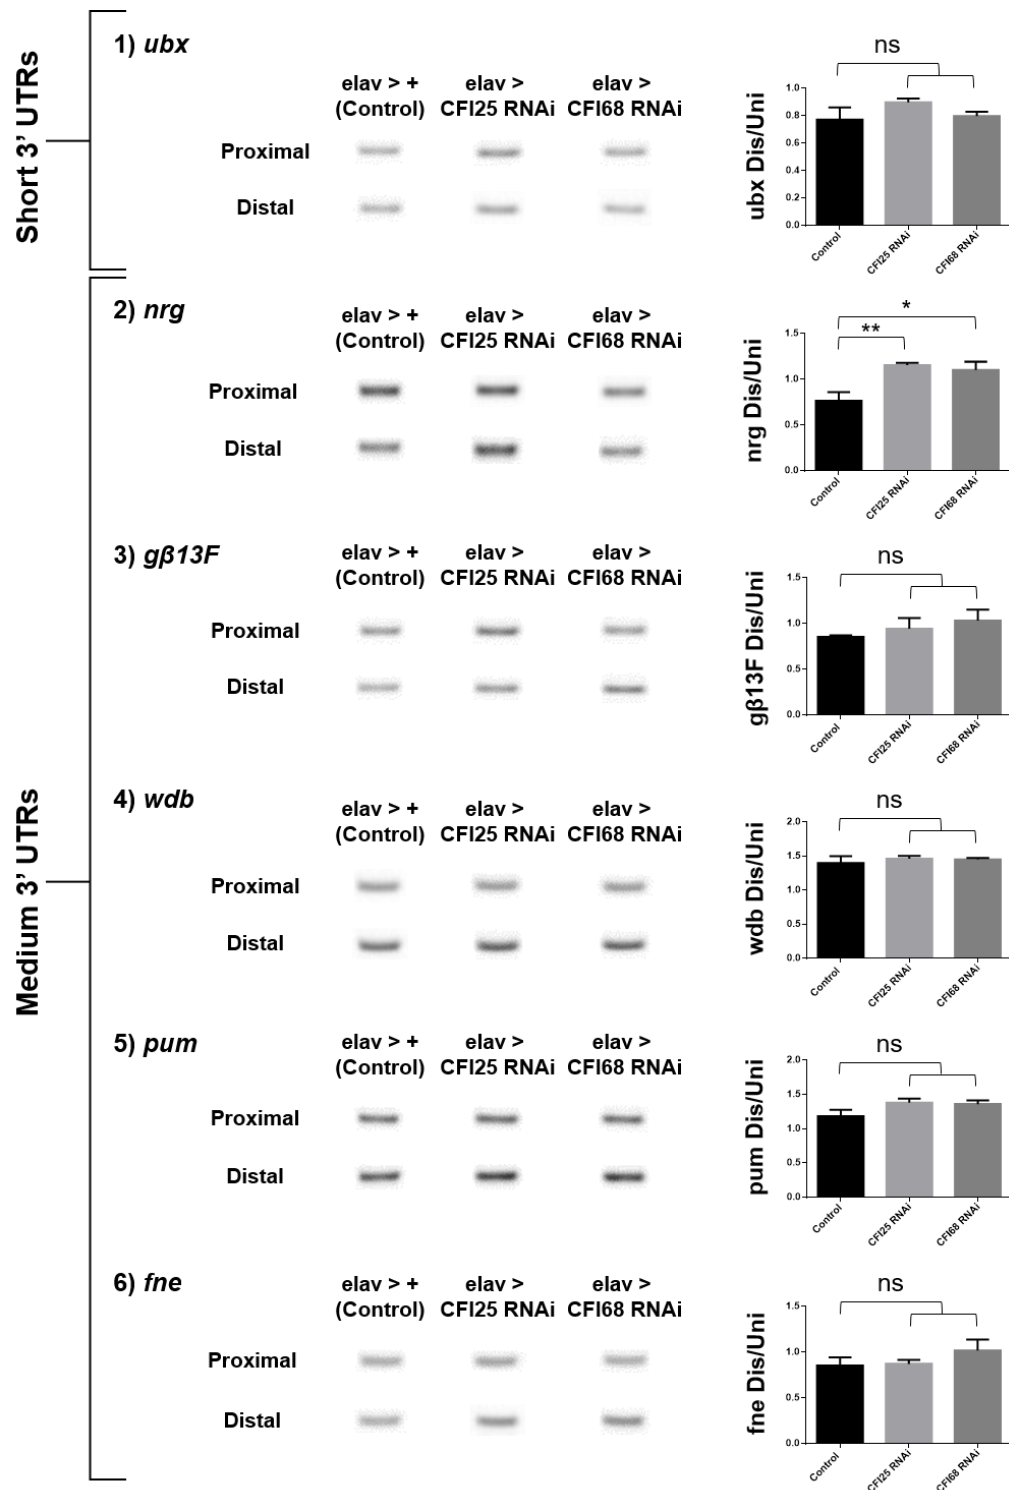 Short 3' UTRs
1) ubx
elav > + elav > elav >
(Control) CFI25 RNAi CFI68 RNAi
Proximal
Distal
ns
ubx Dis/Uni
1.0
0.8
0.6
0.4
0.2
0.0
Control CFI25 RNAi CFI68 RNAi
Medium 3' UTRs
2) nrg
elav > + elav > elav >
(Control) CFI25 RNAi CFI68 RNAi
Proximal
Distal
*
**
nrg Dis/Uni
1.5
1.0
0.5
0.0
Control CFI25 RNAi CFI68 RNAi
3) gβ13F
elav > + elav > elav >
(Control) CFI25 RNAi CFI68 RNAi
Proximal
Distal
ns
gβ13F Dis/Uni
1.5
1.0
0.5
0.0
Control CFI25 RNAi CFI68 RNAi
4) wdb
elav > + elav > elav >
(Control) CFI25 RNAi CFI68 RNAi
Proximal
Distal
ns
wdb Dis/Uni
2.0
1.5
1.0
0.5
0.0
Control CFI25 RNAi CFI68 RNAi
5) pum
elav > + elav > elav >
(Control) CFI25 RNAi CFI68 RNAi
Proximal
Distal
ns
pum Dis/Uni
2.0
1.5
1.0
0.5
0.0
Control CFI25 RNAi CFI68 RNAi
6) fne
elav > + elav > elav >
(Control) CFI25 RNAi CFI68 RNAi
Proximal
Distal
ns
fne Dis/Uni
1.5
1.0
0.5
0.0
Control CFI25 RNAi CFI68 RNAi